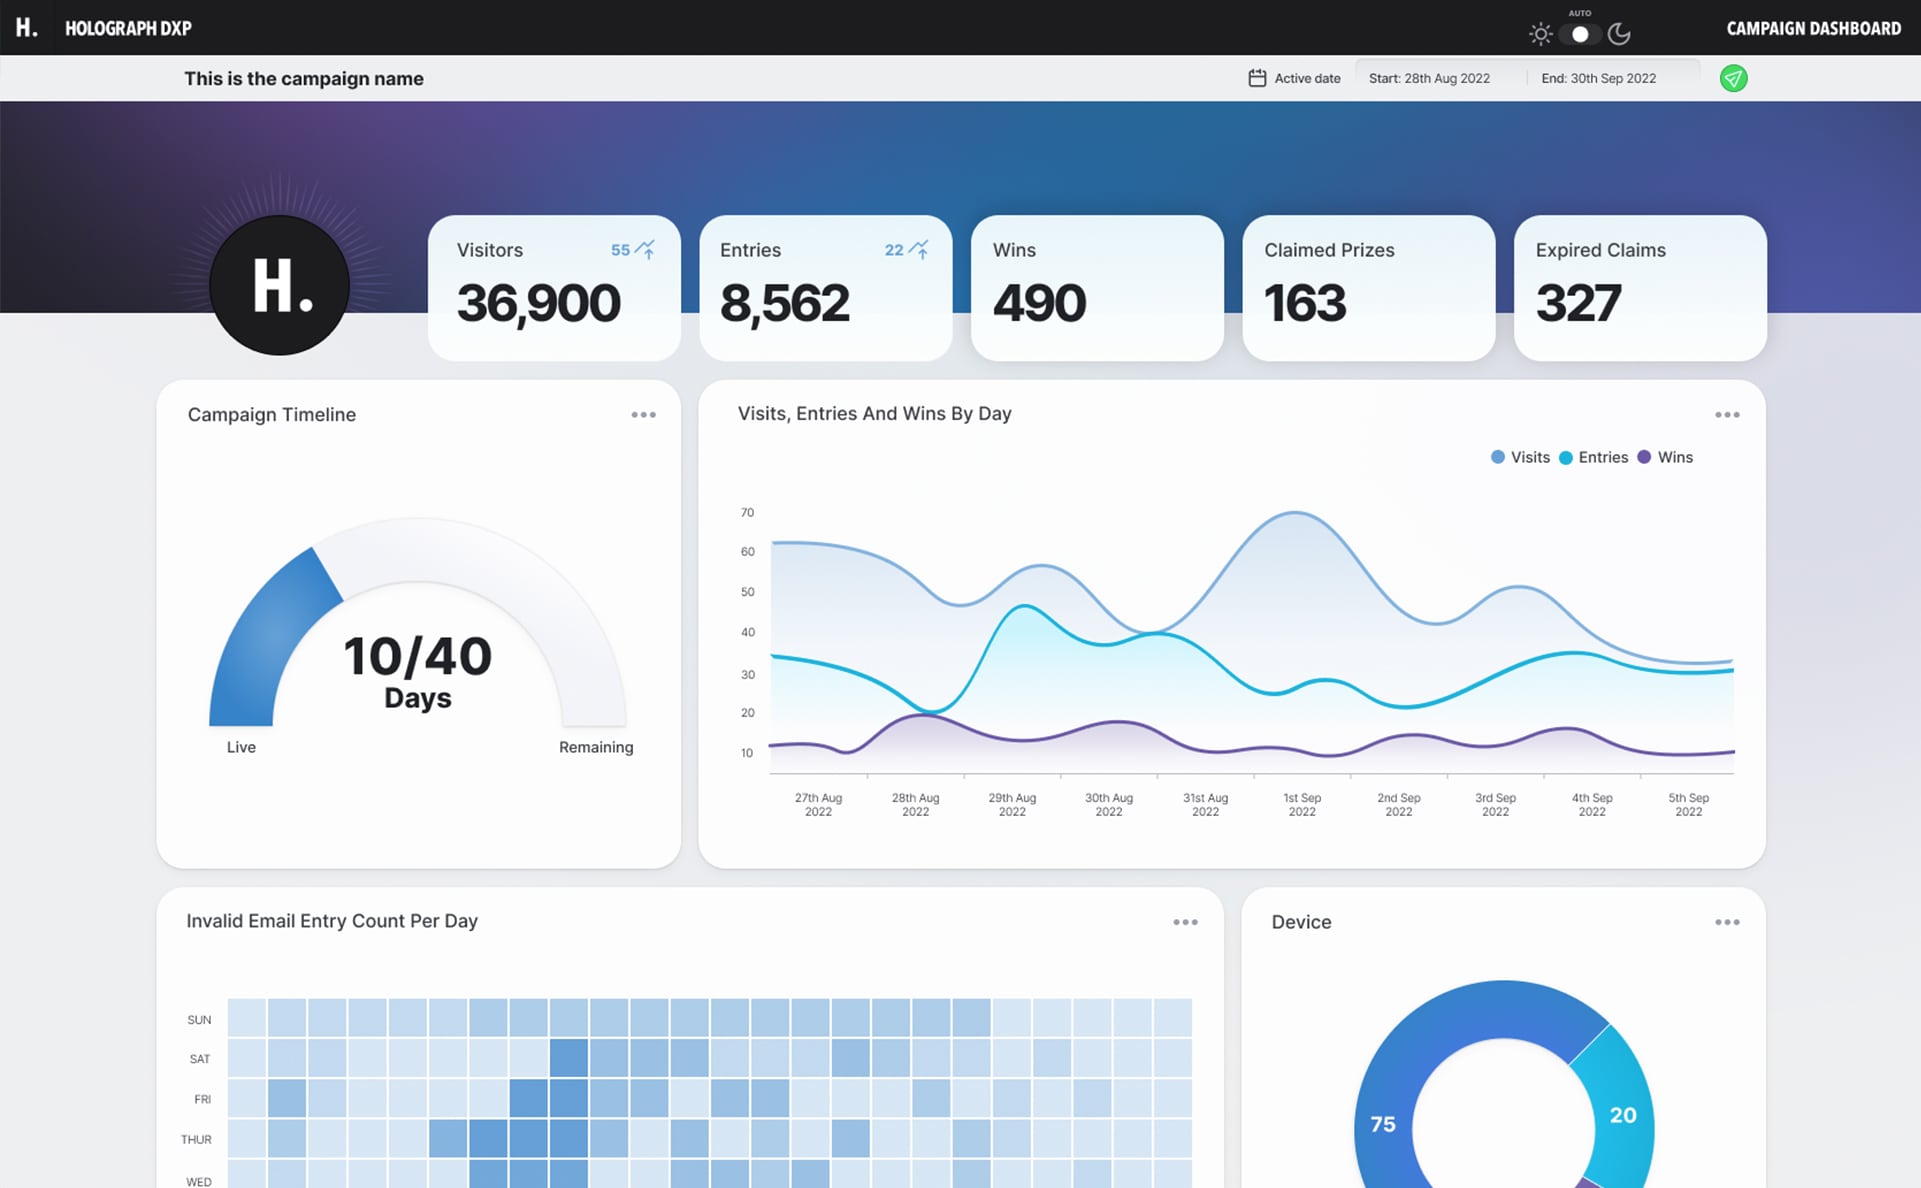 H. HOLOGRAPH DXP
AUTO
CAMPAIGN DASHBOARD
This is the campaign name
Active date
Start: 28th Aug 2022
End: 30th Sep 2022
H.
Visitors 55
36,900
Entries 22
8,562
Wins
490
Claimed Prizes
163
Expired Claims
327
Campaign Timeline
10/40
Days
Live
Remaining
Visits, Entries And Wins By Day
Visits Entries Wins
70
60
50
40
30
20
10
27th Aug 2022
28th Aug 2022
29th Aug 2022
30th Aug 2022
31st Aug 2022
1st Sep 2022
2nd Sep 2022
3rd Sep 2022
4th Sep 2022
5th Sep 2022
Invalid Email Entry Count Per Day
SUN
SAT
FRI
THUR
WED
Device
75
20